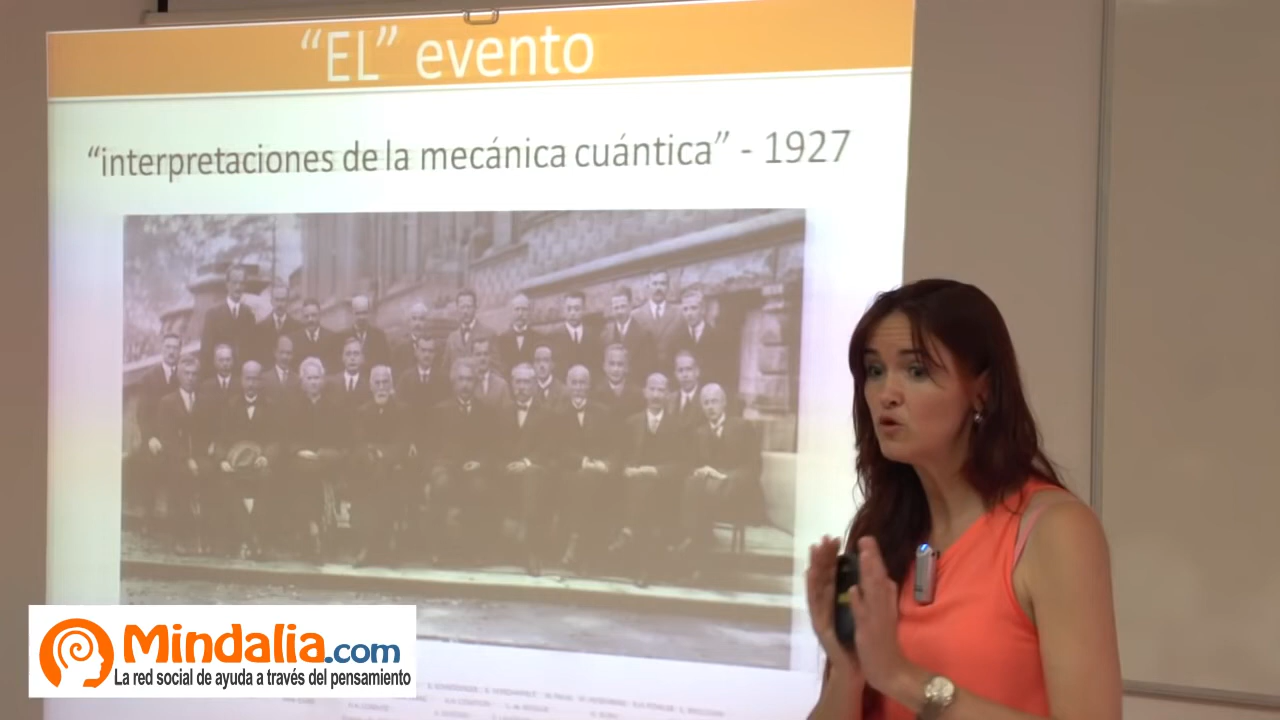 “EL” evento
“interpretaciones de la mecánica cuántica” - 1927
Mindalia.com
La red social de ayuda a través del pensamiento